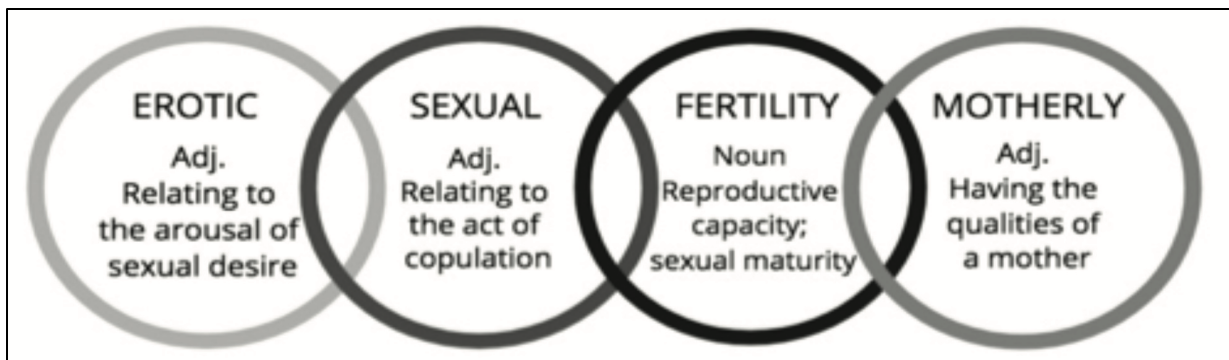 EROTIC
Adj.
Relating to
the arousal of
sexual desire
SEXUAL
Adj.
Relating to
the act of
copulation
FERTILITY
Noun
Reproductive
capacity;
sexual maturity
MOTHERLY
Adj.
Having the
qualities of
a mother